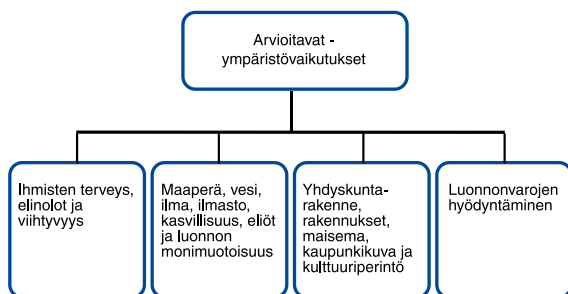 Arvioitavat -
ympäristövaikutukset
Ihmisten terveys,
elinolot ja
viihtyvyys
Maaperä, vesi,
ilma, ilmasto,
kasvillisuus, eliöt
ja luonnon
monimuotoisuus
Yhdyskunta-
rakenne,
rakennukset,
maisema,
kaupunkikuva ja
kulttuuriperintö
Luonnonvarojen
hyödyntäminen